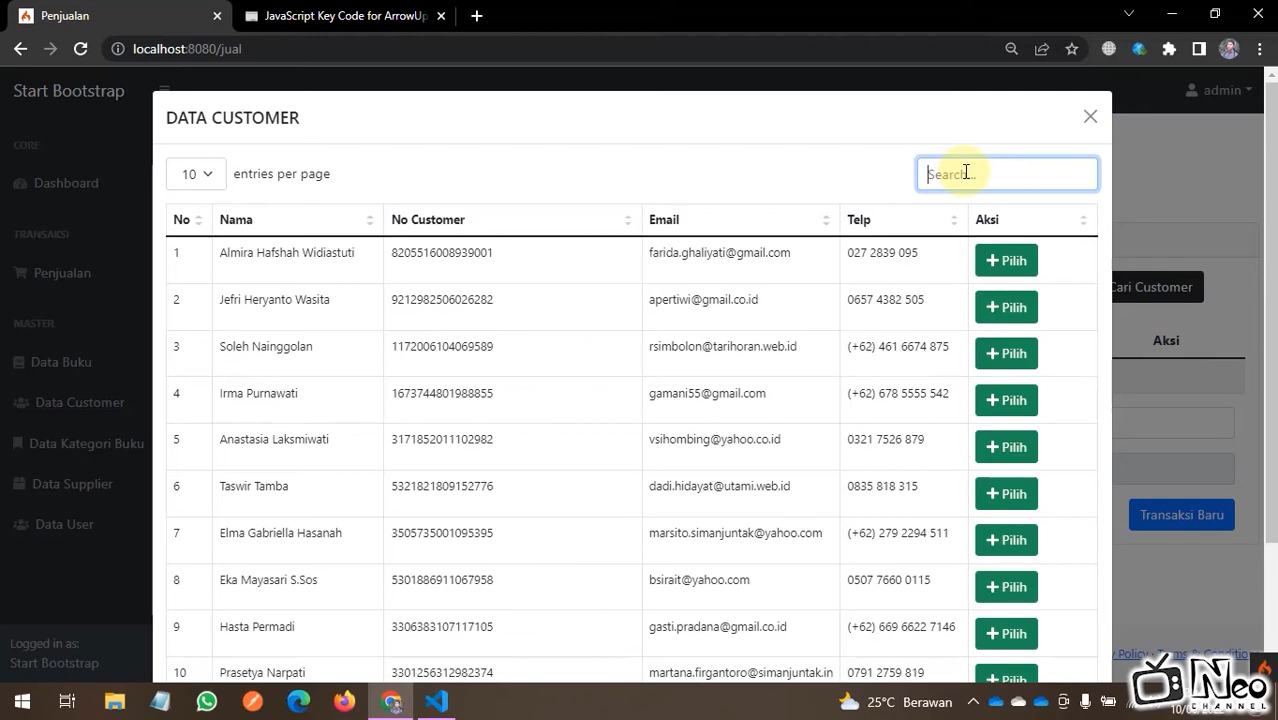 Penjualan
JavaScript Key Code for ArrowUp
localhost:8080/jual
Start Bootstrap
admin
DATA CUSTOMER
CORE
Dashboard
TRANSAKSI
Penjualan
MASTER
Data Buku
Data Customer
Data Kategori Buku
Data Supplier
Data User
Logged in as:
Start Bootstrap
10 entries per page
Search...
No Nama No Customer Email Telp Aksi
1 Almira Hafshah Widiastuti 8205516008939001 farida.ghaliyati@gmail.com 027 2839 095 Pilih
2 Jefri Heryanto Wasita 9212982506026282 apertiwi@gmail.co.id 0657 4382 505 Pilih
3 Soleh Nainggolan 1172006104069589 rsimbolon@tarihoran.web.id (+62) 461 6674 875 Pilih
4 Irma Purnawati 1673744801988855 gamani55@gmail.com (+62) 678 5555 542 Pilih
5 Anastasia Laksmiwati 3171852011102982 vsihombing@yahoo.co.id 0321 7526 879 Pilih
6 Taswir Tamba 5321821809152776 dadi.hidayat@utami.web.id 0835 818 315 Pilih
7 Elma Gabriella Hasanah 3505735001095395 marsito.simanjuntak@yahoo.com (+62) 279 2294 511 Pilih
8 Eka Mayasari S.Sos 5301886911067958 bsirait@yahoo.com 0507 7660 0115 Pilih
9 Hasta Permadi 3306383107117105 gasti.pradana@gmail.co.id (+62) 669 6622 7146 Pilih
10 Prasetya Narpati 3301256312982374 martana.firgantoro@simanjuntak.in 0791 2759 819 Pilih
Cari Customer
Aksi
Transaksi Baru
Policy · Terms & Conditio
25°C Berawan
Neo
CHANNEL